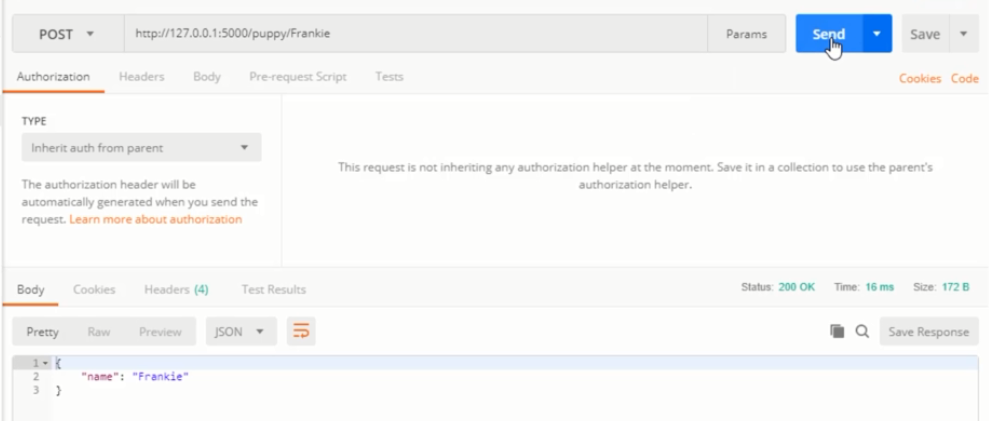 POST http://127.0.0.1:5000/puppy/Frankie Params Send Save
Authorization Headers Body Pre-request Script Tests Cookies Code
TYPE
Inherit auth from parent
The authorization header will be
automatically generated when you send the
request. Learn more about authorization
This request is not inheriting any authorization helper at the moment. Save it in a collection to use the parent's
authorization helper.
Body Cookies Headers (4) Test Results Status: 200 OK Time: 16 ms Size: 172 B
Pretty Raw Preview JSON Save Response
1 {
2 "name": "Frankie"
3 }